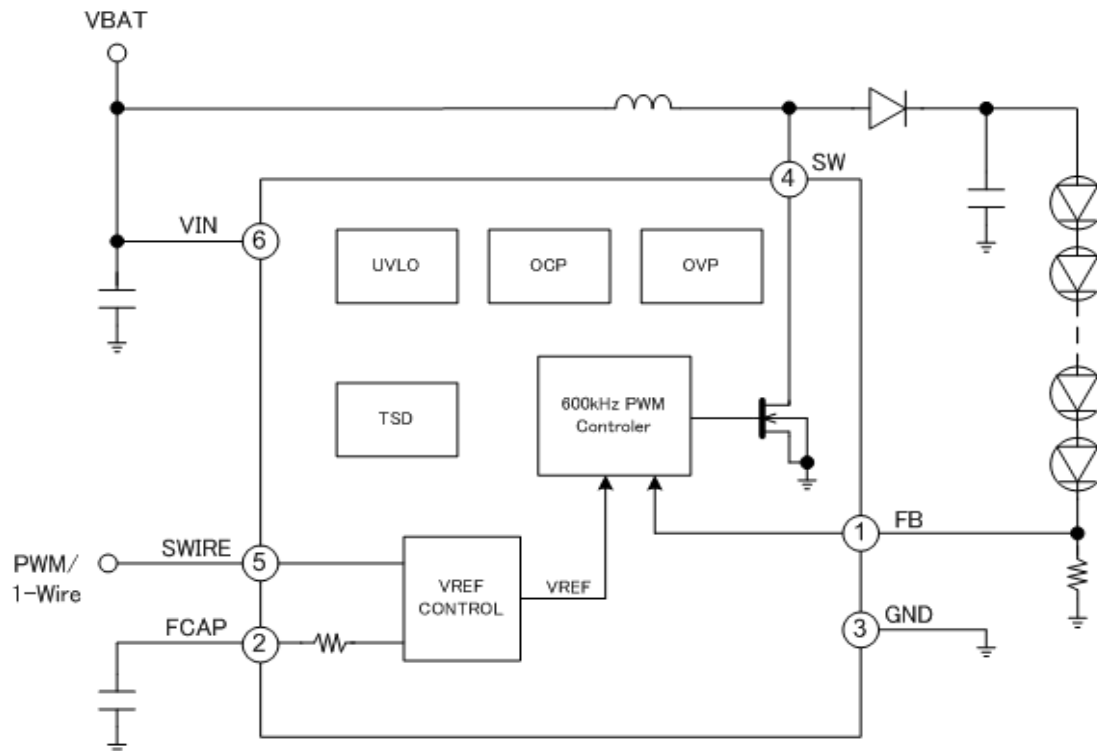 VBAT
SW
4
VIN
6
UVLO
OCP
OVP
TSD
600kHz PWM
Controler
1
FB
PWM/
1-Wire
SWIRE
5
VREF
CONTROL
VREF
FCAP
2
3
GND